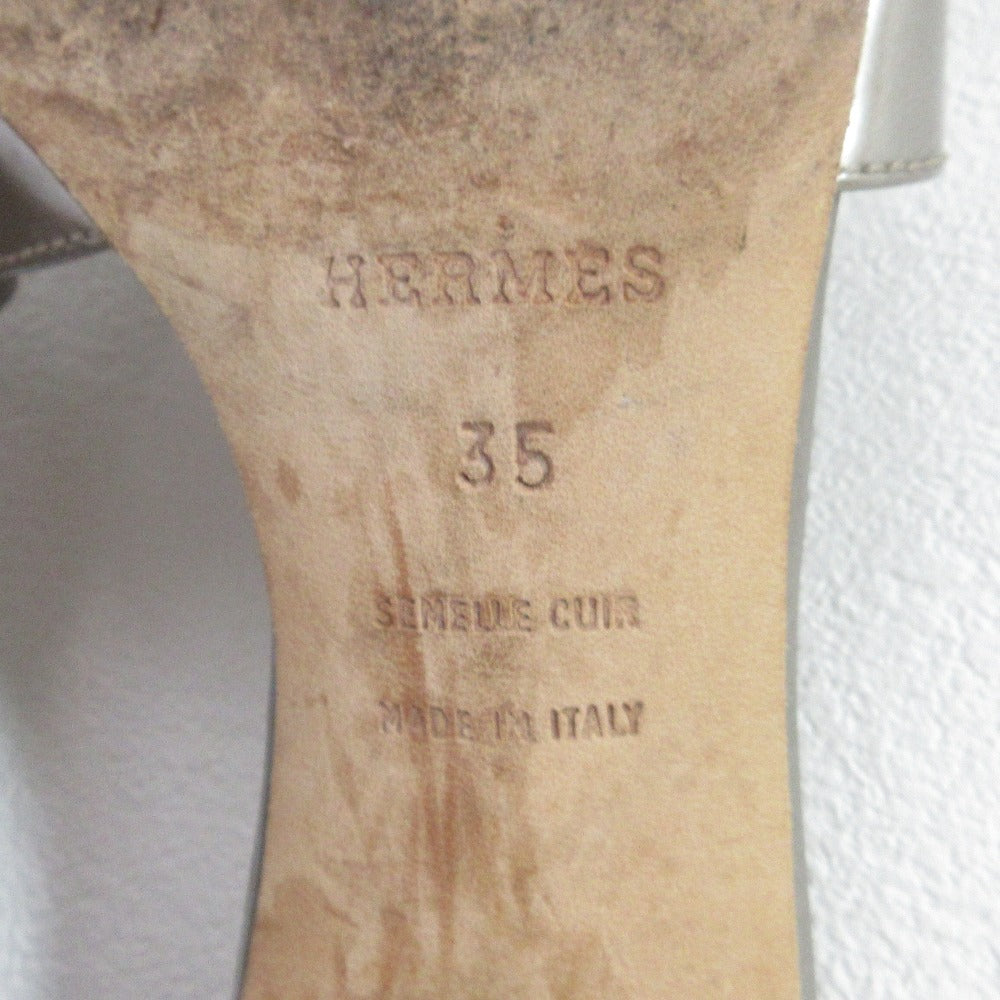 HERMES
35
SEMELLE CUIR
MADE IN ITALY